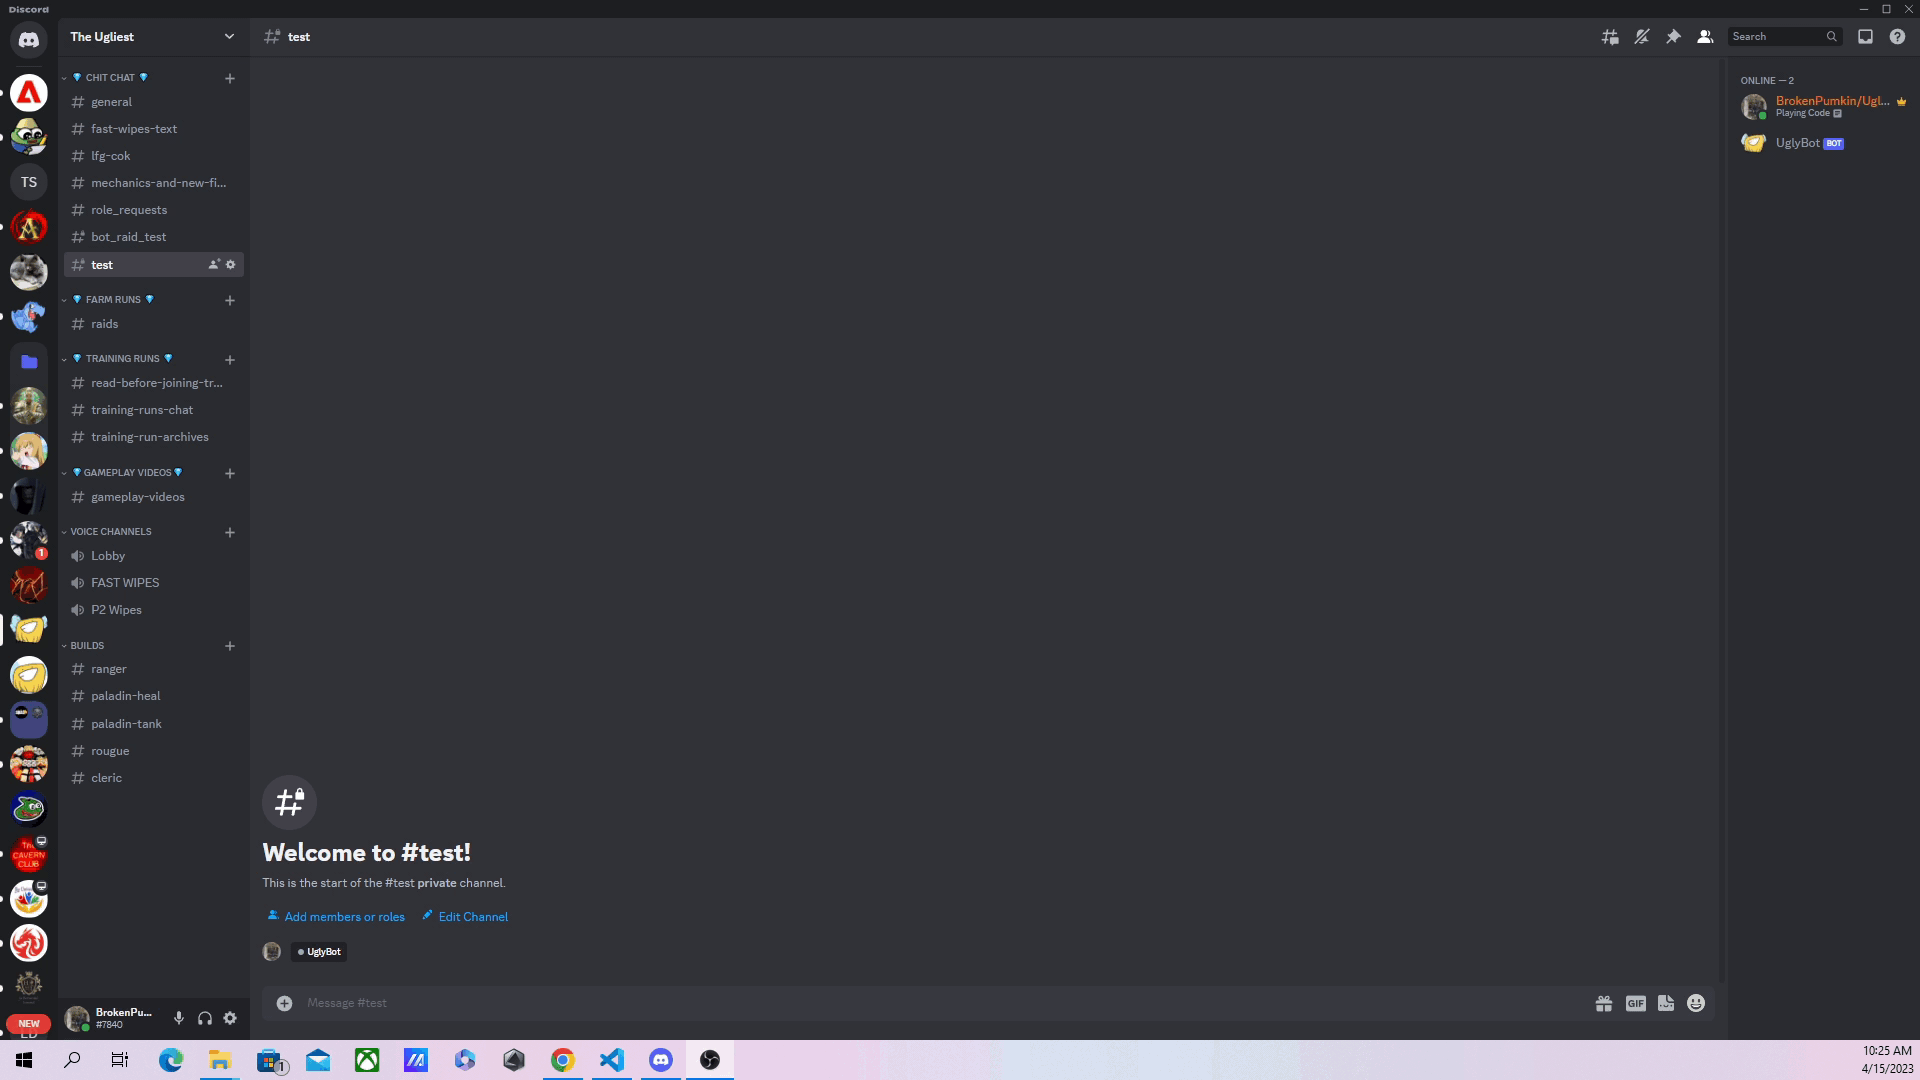 Discord
The Ugliest
test
Search
CHIT CHAT
general
fast-wipes-text
lfg-cok
mechanics-and-new-fi...
role_requests
bot_raid_test
test
FARM RUNS
raids
TRAINING RUNS
read-before-joining-tr...
training-runs-chat
training-run-archives
GAMEPLAY VIDEOS
gameplay-videos
VOICE CHANNELS
Lobby
FAST WIPES
P2 Wipes
BUILDS
ranger
paladin-heal
paladin-tank
rougue
cleric
TS
1
THE
CAVERN
CLUB
NEW
BrokenPu...
#7840
Welcome to #test!
This is the start of the #test private channel.
Add members or roles
Edit Channel
UglyBot
Message #test
GIF
ONLINE — 2
BrokenPumkin/Ugl...
Playing Code
UglyBot BOT
1
10:25 AM
4/15/2023